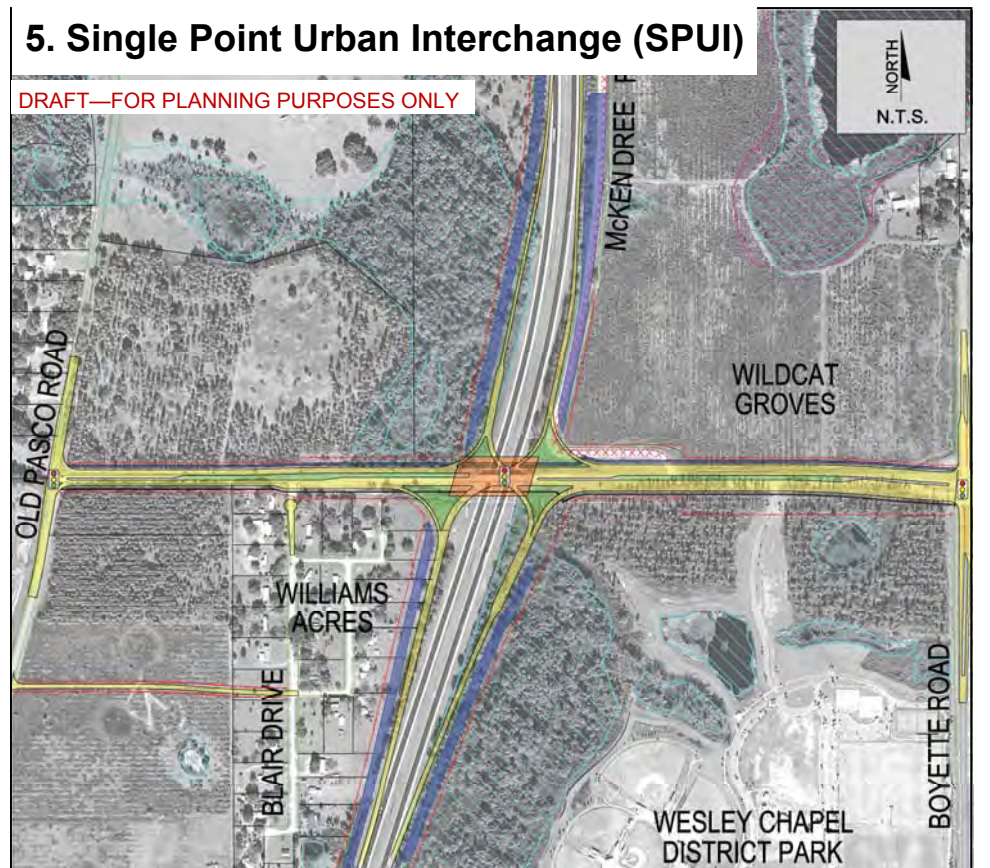 5. Single Point Urban Interchange (SPUI)
DRAFT—FOR PLANNING PURPOSES ONLY
NORTH
N.T.S.
McKENDREE
WILDCAT
GROVES
OLD PASCO ROAD
WILLIAMS
ACRES
BLAIR DRIVE
BOYETTE ROAD
WESLEY CHAPEL
DISTRICT PARK